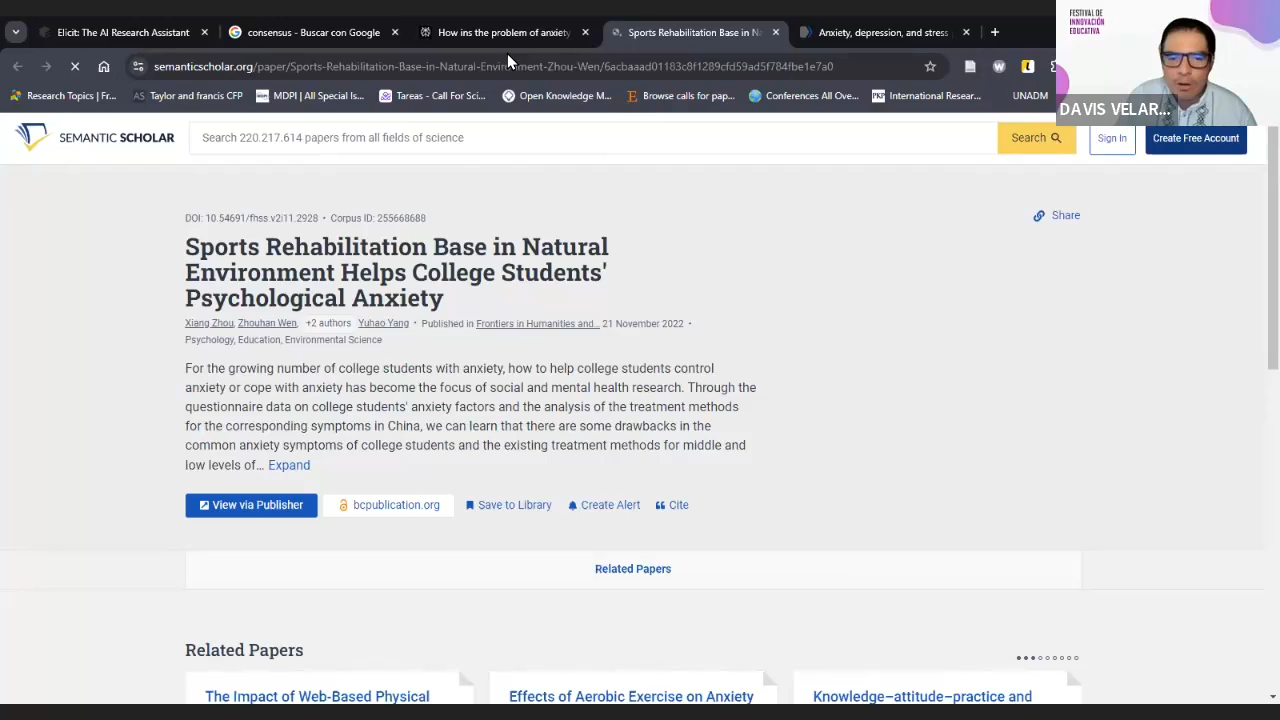 Elicit: The AI Research Assistant
consensus - Buscar con Google
How ins the problem of anxiety
Sports Rehabilitation Base in N
Anxiety, depression, and stress
semanticscholar.org/paper/Sports-Rehabilitation-Base-in-Natural-Environment-Zhou-Wen/6acbaaad01183c8f1289cfd59ad5f784fbe1e7a0
Research Topics | Fr...
Taylor and francis CFP
MDPI | All Special Is...
Tareas - Call For Sci...
Open Knowledge M...
Browse calls for pap...
Conferences All Ove...
International Resear...
UNADM
FESTIVAL DE
INNOVACIÓN
EDUCATIVA
DAVIS VELAR...
SEMANTIC SCHOLAR
Search 220.217.614 papers from all fields of science
Search
Sign In
Create Free Account
DOI: 10.54691/fhss.v2i11.2928 • Corpus ID: 255668688
Share
Sports Rehabilitation Base in Natural
Environment Helps College Students'
Psychological Anxiety
Xiang Zhou, Zhouhan Wen, +2 authors Yuhao Yang • Published in Frontiers in Humanities and... 21 November 2022 •
Psychology, Education, Environmental Science
For the growing number of college students with anxiety, how to help college students control
anxiety or cope with anxiety has become the focus of social and mental health research. Through the
questionnaire data on college students' anxiety factors and the analysis of the treatment methods
for the corresponding symptoms in China, we can learn that there are some drawbacks in the
common anxiety symptoms of college students and the existing treatment methods for middle and
low levels of... Expand
View via Publisher
bcpublication.org
Save to Library
Create Alert
Cite
Related Papers
Related Papers
The Impact of Web-Based Physical
Effects of Aerobic Exercise on Anxiety
Knowledge–attitude–practice and